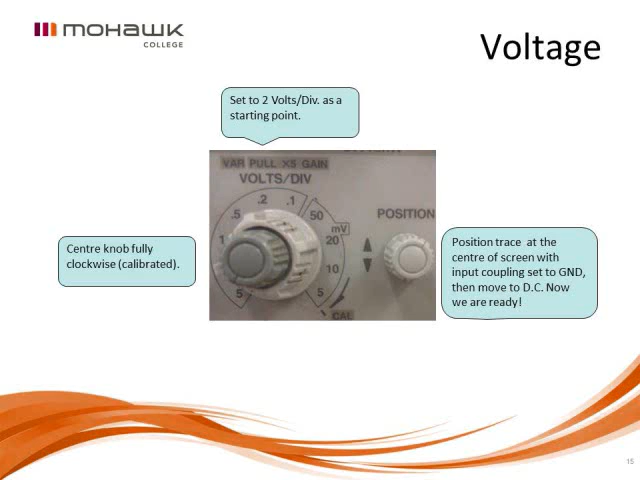 mohawk
COLLEGE
Voltage
Set to 2 Volts/Div. as a
starting point.
VAR PULL X5 GAIN
VOLTS/DIV
.5
.2
.1
50
mV
20
10
5
1
5
CAL
POSITION
Centre knob fully
clockwise (calibrated).
Position trace at the
centre of screen with
input coupling set to GND,
then move to D.C. Now
we are ready!
15